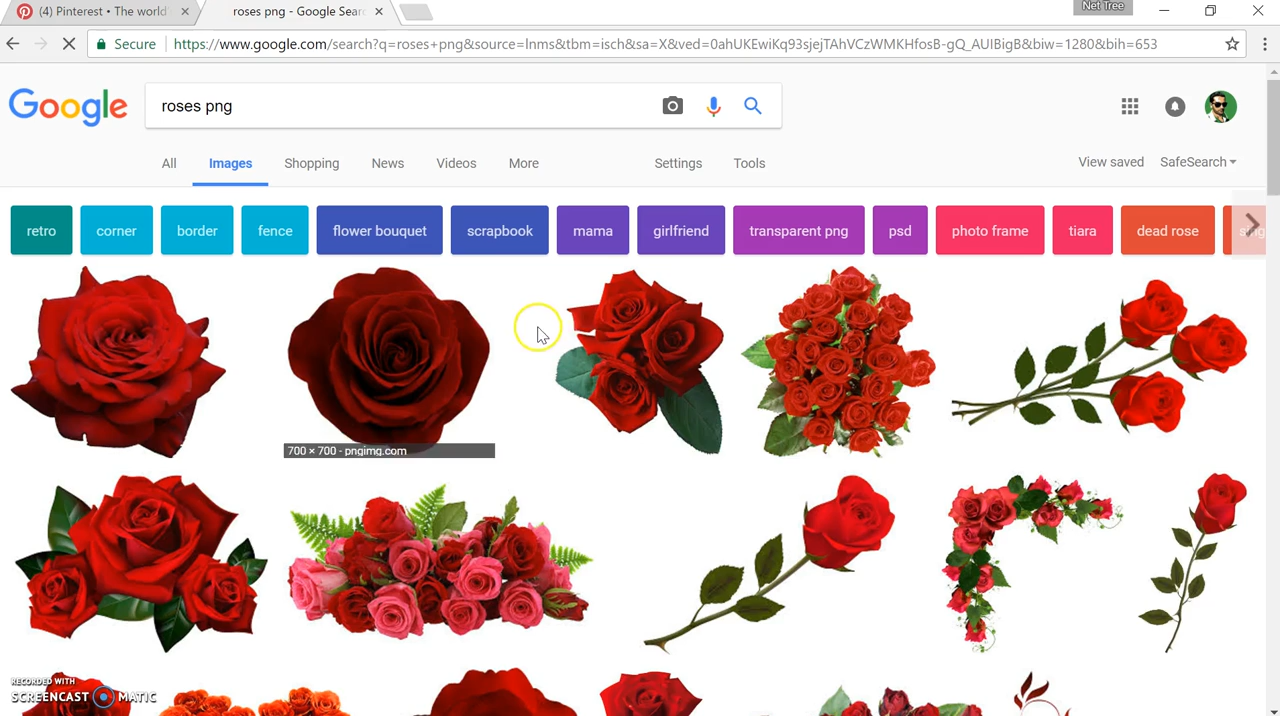 Net Tree
(4) Pinterest • The world'
roses png - Google Sear
Secure
https://www.google.com/search?q=roses+png&source=lnms&tbm=isch&sa=X&ved=0ahUKEwiKq93sjejTAhVCzWMKHfosB-gQ_AUIBigB&biw=1280&bih=653
Google
roses png
All Images Shopping News Videos More Settings Tools View saved SafeSearch
retro corner border fence flower bouquet scrapbook mama girlfriend transparent png psd photo frame tiara dead rose
700 × 700 - pngimg.com
RECORDED WITH
SCREENCAST MATIC